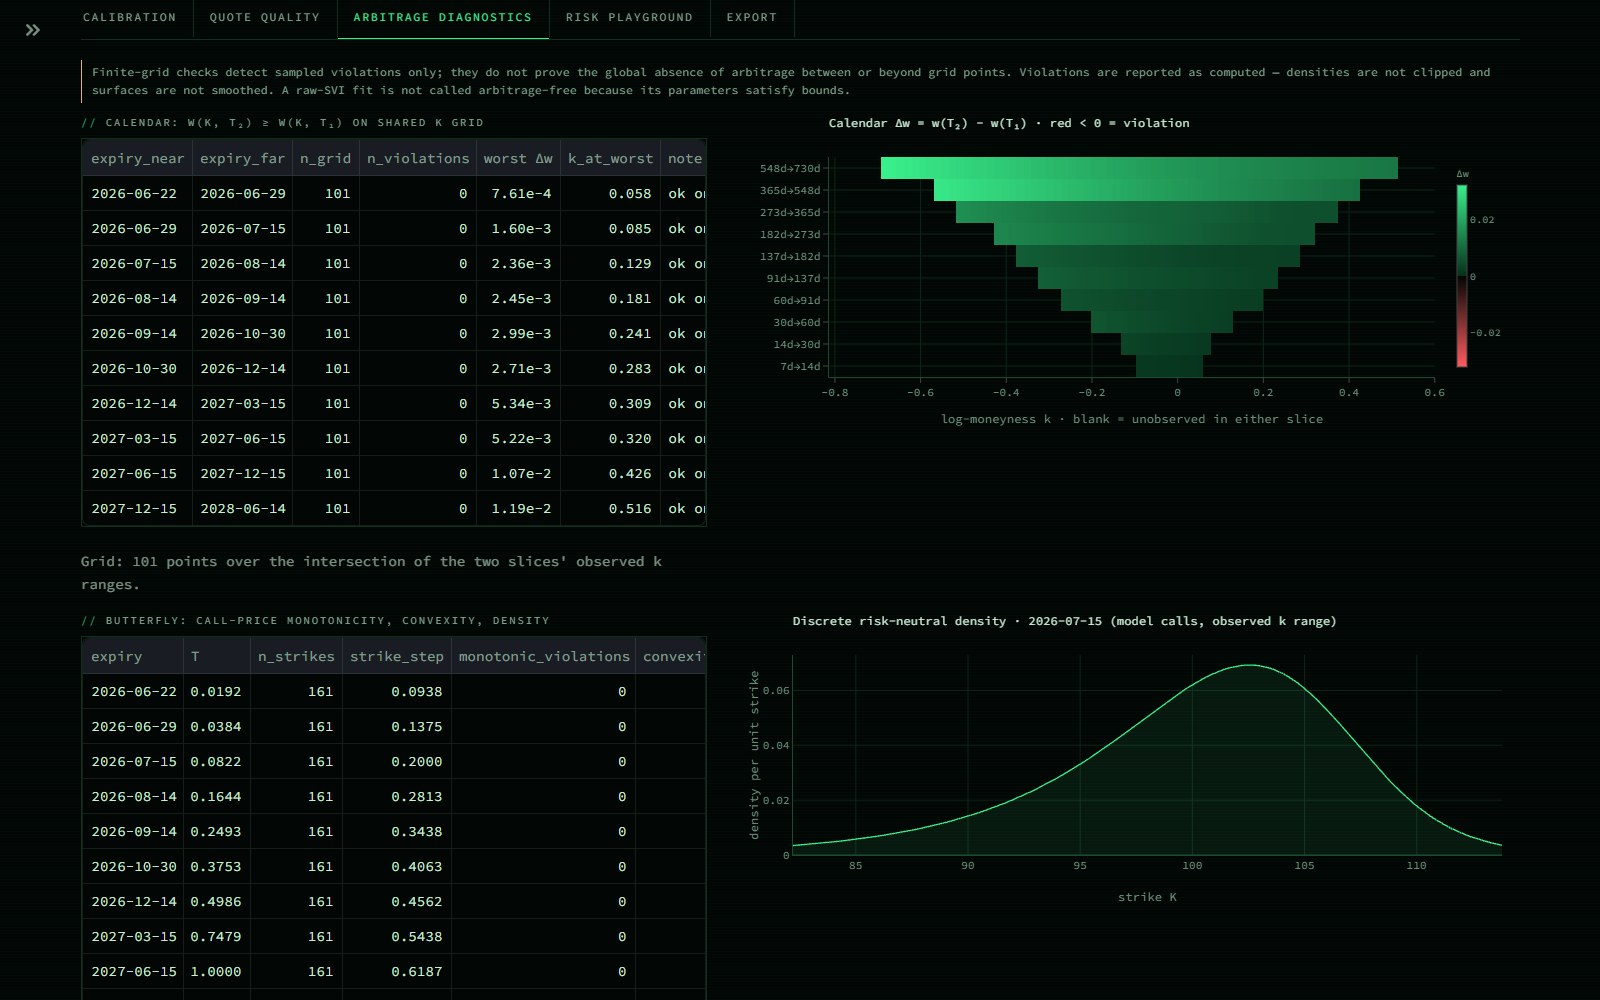 »
CALIBRATION QUOTE QUALITY ARBITRAGE DIAGNOSTICS RISK PLAYGROUND EXPORT
Finite-grid checks detect sampled violations only; they do not prove the global absence of arbitrage between or beyond grid points. Violations are reported as computed — densities are not clipped and
surfaces are not smoothed. A raw-SVI fit is not called arbitrage-free because its parameters satisfy bounds.
// CALENDAR: W(K, T₂) ≥ W(K, T₁) ON SHARED K GRID
expiry_near expiry_far n_grid n_violations worst Δw k_at_worst note
2026-06-22 2026-06-29 101 0 7.61e-4 0.058 ok
2026-06-29 2026-07-15 101 0 1.60e-3 0.085 ok
2026-07-15 2026-08-14 101 0 2.36e-3 0.129 ok
2026-08-14 2026-09-14 101 0 2.45e-3 0.181 ok
2026-09-14 2026-10-30 101 0 2.99e-3 0.241 ok
2026-10-30 2026-12-14 101 0 2.71e-3 0.283 ok
2026-12-14 2027-03-15 101 0 5.34e-3 0.309 ok
2027-03-15 2027-06-15 101 0 5.22e-3 0.320 ok
2027-06-15 2027-12-15 101 0 1.07e-2 0.426 ok
2027-12-15 2028-06-14 101 0 1.19e-2 0.516 ok
Calendar Δw = w(T₂) − w(T₁) · red < 0 = violation
548d→730d
365d→548d
273d→365d
182d→273d
137d→182d
91d→137d
60d→91d
30d→60d
14d→30d
7d→14d
−0.8 −0.6 −0.4 −0.2 0 0.2 0.4 0.6
log-moneyness k · blank = unobserved in either slice
Δw
0.02
0
−0.02
Grid: 101 points over the intersection of the two slices' observed k
ranges.
// BUTTERFLY: CALL-PRICE MONOTONICITY, CONVEXITY, DENSITY
expiry T n_strikes strike_step monotonic_violations
2026-06-22 0.0192 161 0.0938 0
2026-06-29 0.0384 161 0.1375 0
2026-07-15 0.0822 161 0.2000 0
2026-08-14 0.1644 161 0.2813 0
2026-09-14 0.2493 161 0.3438 0
2026-10-30 0.3753 161 0.4063 0
2026-12-14 0.4986 161 0.4562 0
2027-03-15 0.7479 161 0.5438 0
2027-06-15 1.0000 161 0.6187 0
Discrete risk-neutral density · 2026-07-15 (model calls, observed k range)
density per unit strike
0.06
0.04
0.02
0
85 90 95 100 105 110
strike K